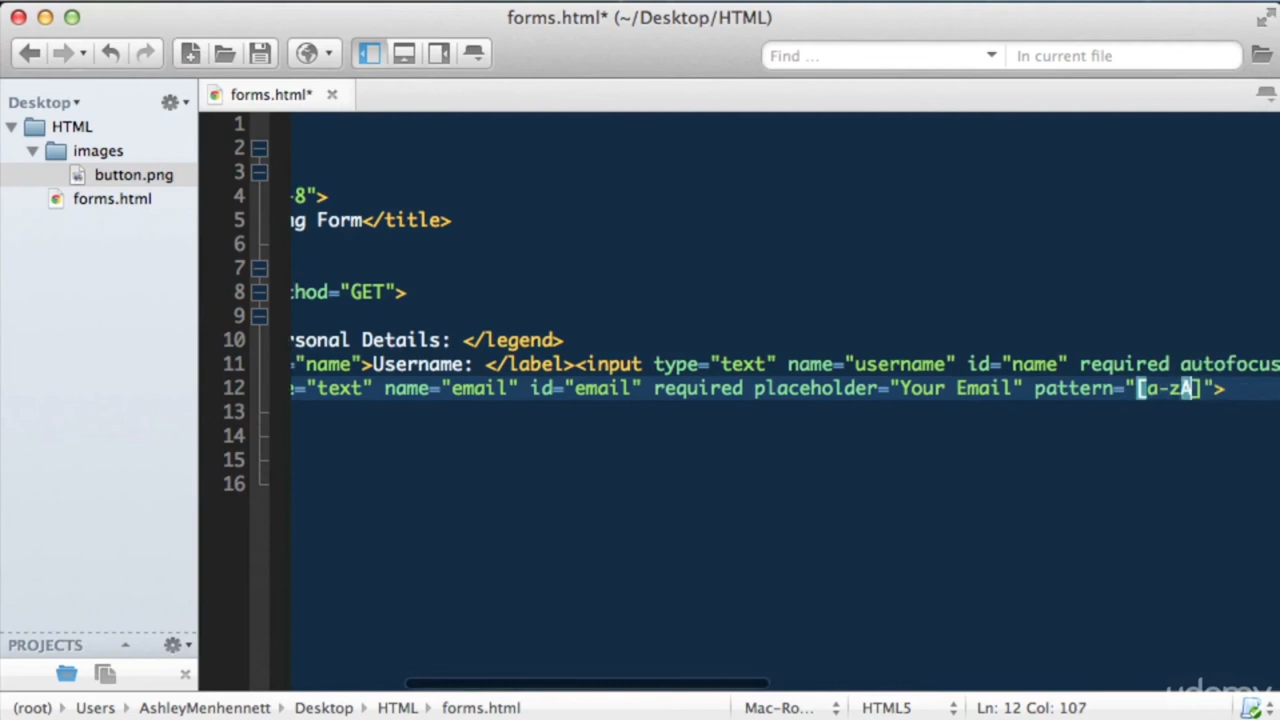 forms.html* (~/Desktop/HTML)
Find ...
In current file
Desktop
forms.html*
HTML
images
button.png
forms.html
1
2
3
4 -8">
5 ng Form</title>
6
7
8 hod="GET">
9
10 rsonal Details: </legend>
11 ="name">Username: </label><input type="text" name="username" id="name" required autofocus
12 ="text" name="email" id="email" required placeholder="Your Email" pattern="[a-zA]">
13
14
15
16
PROJECTS
udemy
(root) Users AshleyMenhennett Desktop HTML forms.html Mac-Ro... HTML5 Ln: 12 Col: 107